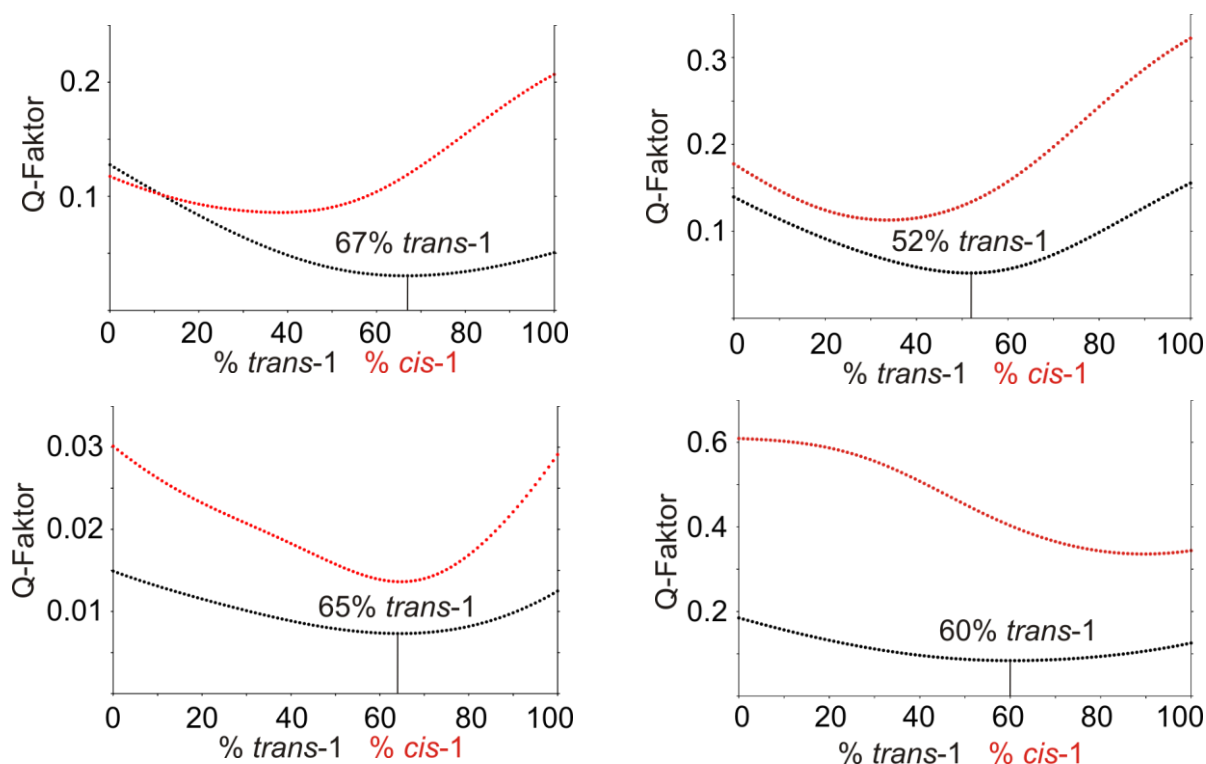 Q-Faktor
0.2
0.1
67% trans-1
0 20 40 60 80 100
% trans-1 % cis-1
Q-Faktor
0.3
0.2
0.1
52% trans-1
0 20 40 60 80 100
% trans-1 % cis-1
Q-Faktor
0.03
0.02
0.01
65% trans-1
0 20 40 60 80 100
% trans-1 % cis-1
Q-Faktor
0.6
0.4
0.2
60% trans-1
0 20 40 60 80 100
% trans-1 % cis-1